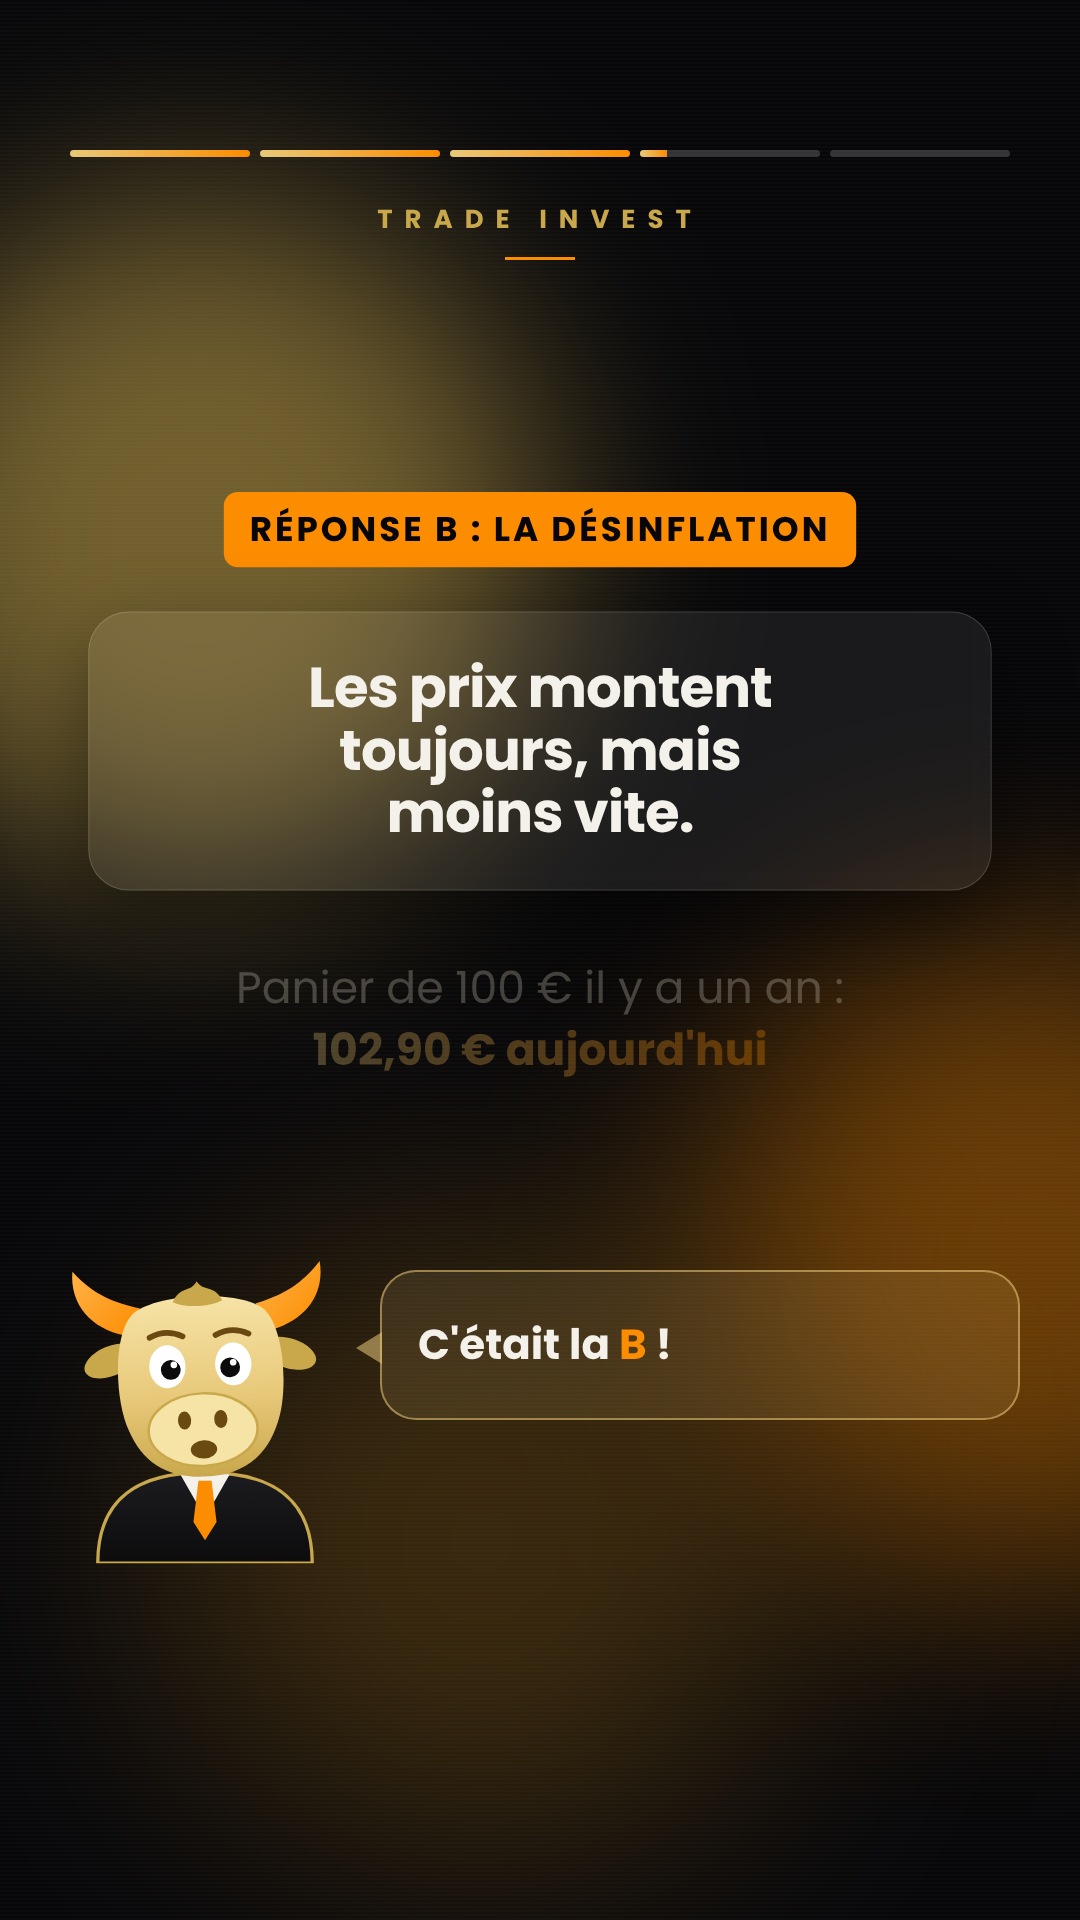 TRADE INVEST
RÉPONSE B : LA DÉSINFLATION
Les prix montent
toujours, mais
moins vite.
Panier de 100 € il y a un an :
102,90 € aujourd'hui
C'était la B !